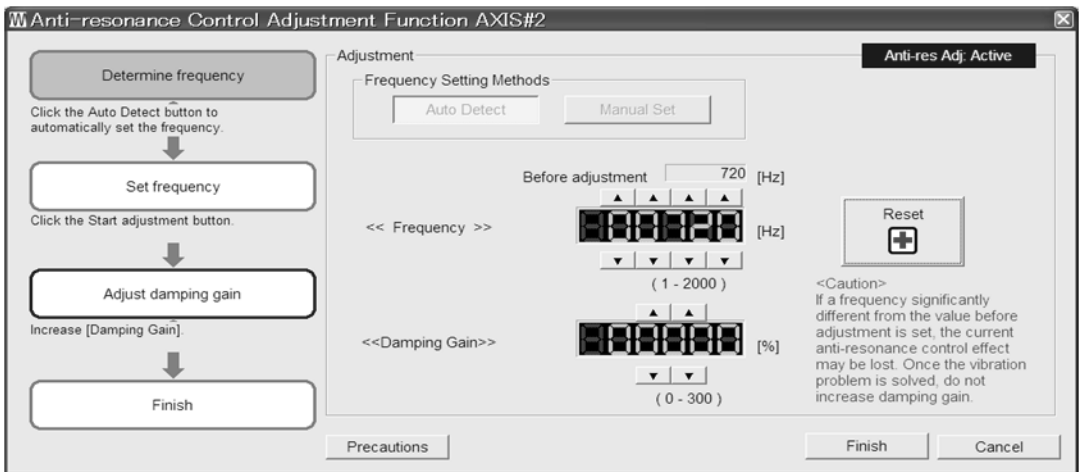 Anti-resonance Control Adjustment Function AXIS#2
Determine frequency
Click the Auto Detect button to
automatically set the frequency.
Set frequency
Click the Start adjustment button.
Adjust damping gain
Increase [Damping Gain].
Finish
Adjustment
Anti-res Adj: Active
Frequency Setting Methods
Auto Detect
Manual Set
Before adjustment 720 [Hz]
<< Frequency >> [Hz]
( 1 - 2000 )
<<Damping Gain>> [%]
( 0 - 300 )
Reset
<Caution>
If a frequency significantly
different from the value before
adjustment is set, the current
anti-resonance control effect
may be lost. Once the vibration
problem is solved, do not
increase damping gain.
Precautions
Finish
Cancel